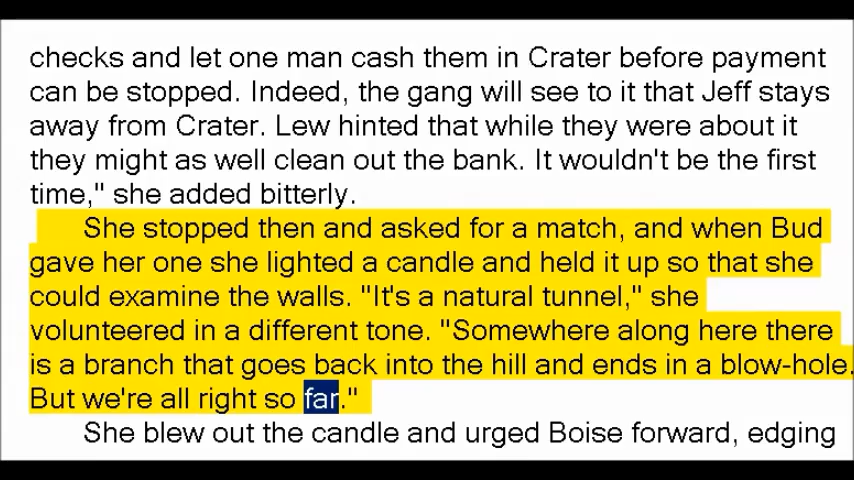 checks and let one man cash them in Crater before payment
can be stopped. Indeed, the gang will see to it that Jeff stays
away from Crater. Lew hinted that while they were about it
they might as well clean out the bank. It wouldn't be the first
time," she added bitterly.
She stopped then and asked for a match, and when Bud
gave her one she lighted a candle and held it up so that she
could examine the walls. "It's a natural tunnel," she
volunteered in a different tone. "Somewhere along here there
is a branch that goes back into the hill and ends in a blow-hole.
But we're all right so far."
She blew out the candle and urged Boise forward, edging